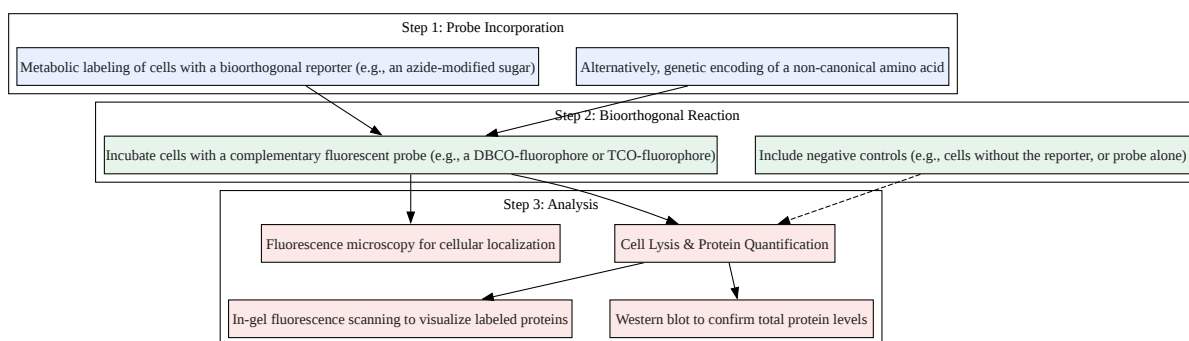 Step 1: Probe Incorporation
Metabolic labeling of cells with a bioorthogonal reporter (e.g., an azide-modified sugar)
Alternatively, genetic encoding of a non-canonical amino acid
Step 2: Bioorthogonal Reaction
Incubate cells with a complementary fluorescent probe (e.g., a DBCO-fluorophore or TCO-fluorophore)
Include negative controls (e.g., cells without the reporter, or probe alone)
Step 3: Analysis
Fluorescence microscopy for cellular localization
Cell Lysis & Protein Quantification
In-gel fluorescence scanning to visualize labeled proteins
Western blot to confirm total protein levels